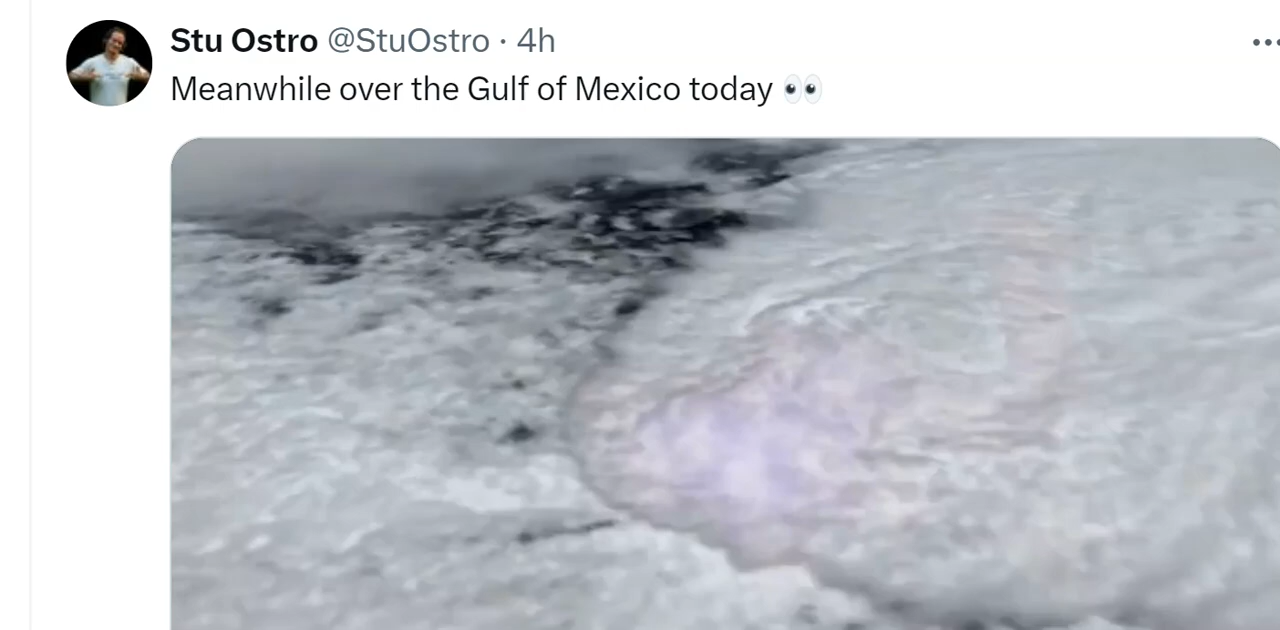 Stu Ostro @StuOstro · 4h
Meanwhile over the Gulf of Mexico today 👀